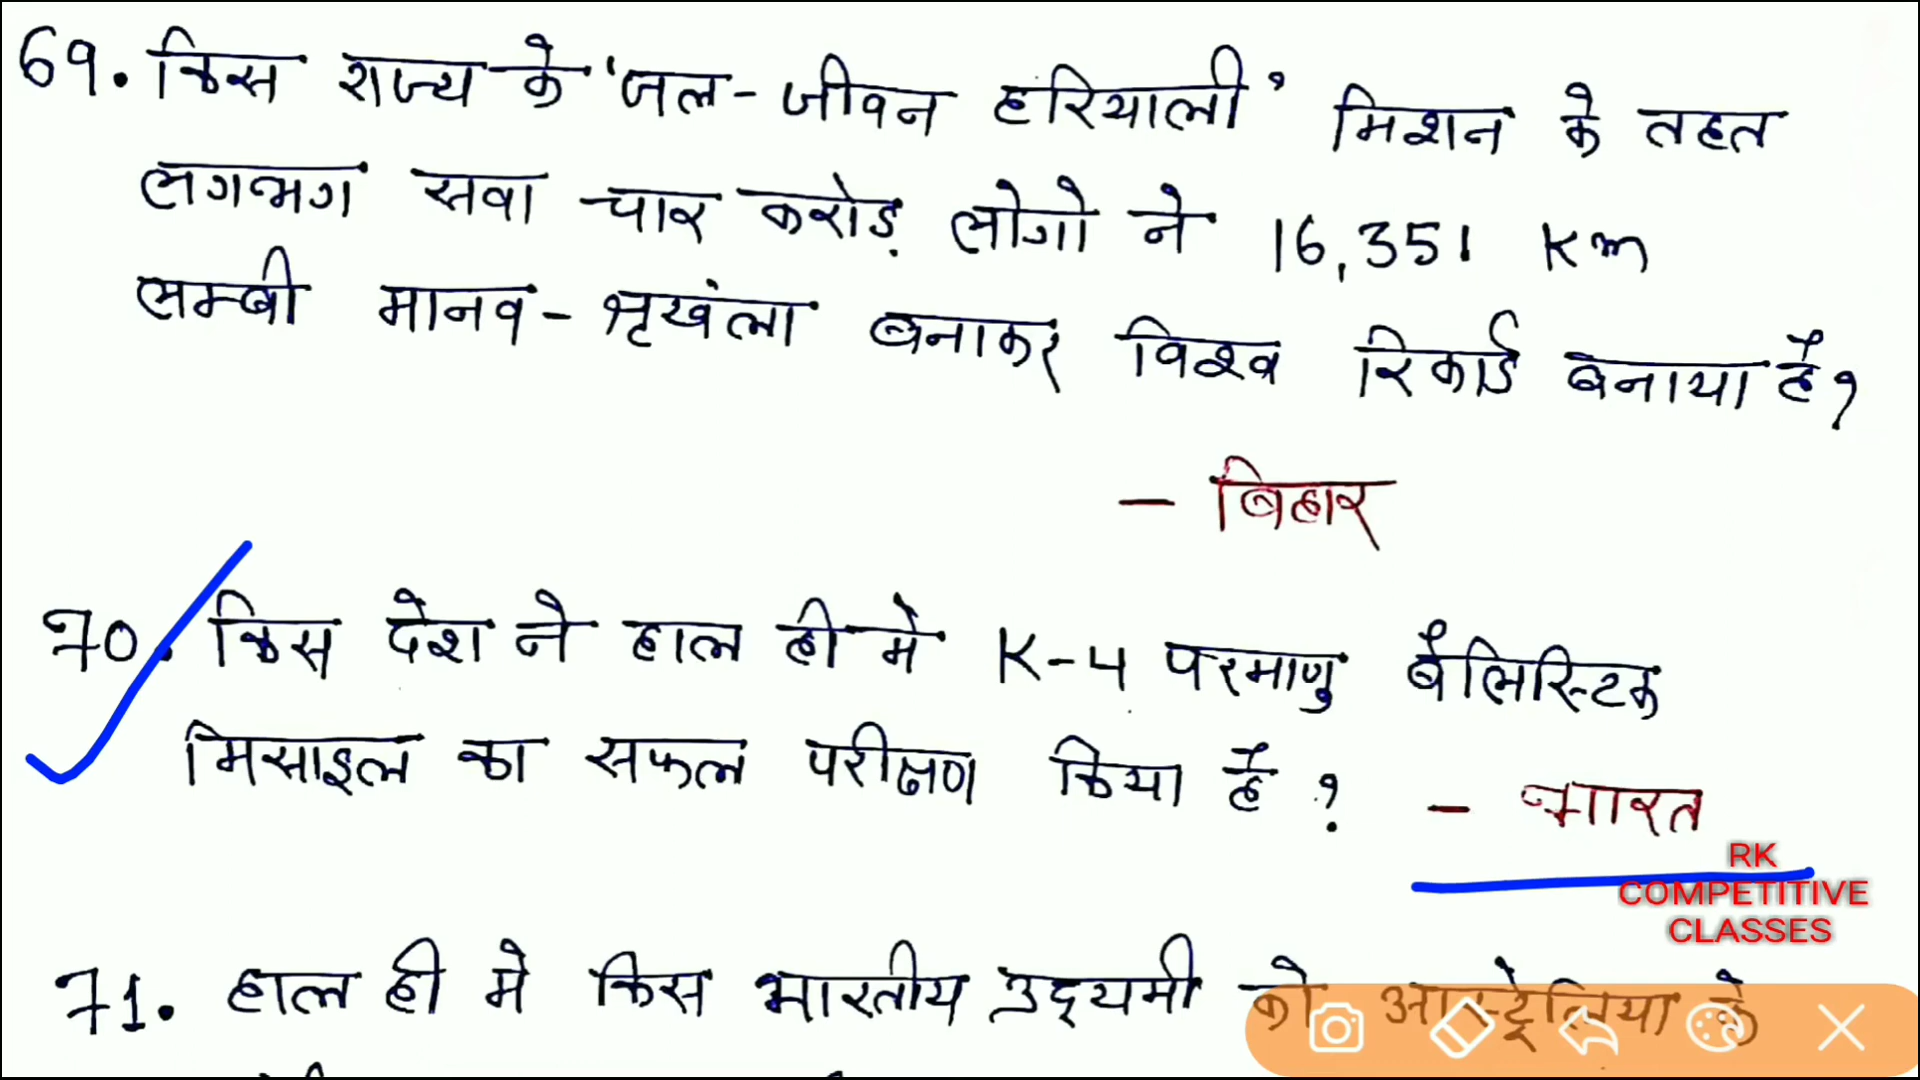 69. किस राज्य के 'जल-जीवन हरियाली' मिशन के तहत
लगभग सवा चार करोड़ लोगो ने 16,351 Km
लम्बी मानव-श्रृखंला बनाकर विश्व रिकार्ड बनाया है?
- बिहार
70. किस देश ने हाल ही मे K-4 परमाणु बैलिस्टिक
मिसाइल का सफल परीक्षण किया है? - भारत
RK
COMPETITIVE
CLASSES
71. हाल ही मे किस भारतीय उद्यमी को आस्ट्रेलिया के